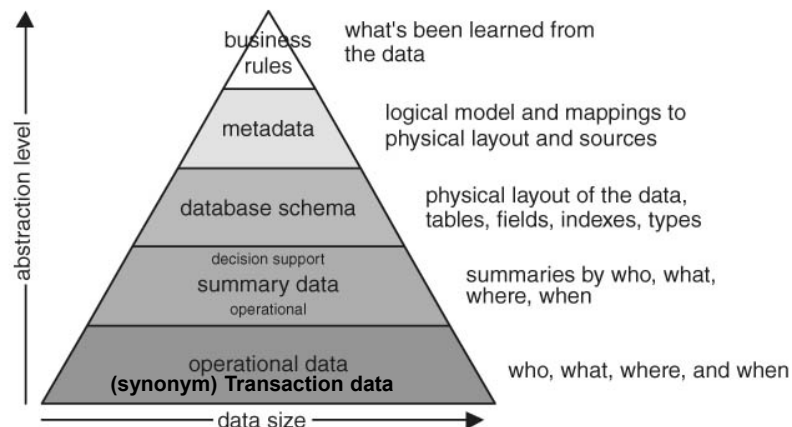 business
rules
what's been learned from
the data
metadata
logical model and mappings to
physical layout and sources
database schema
physical layout of the data,
tables, fields, indexes, types
decision support
summary data
operational
summaries by who, what,
where, when
operational data
(synonym) Transaction data
who, what, where, and when
abstraction level
data size